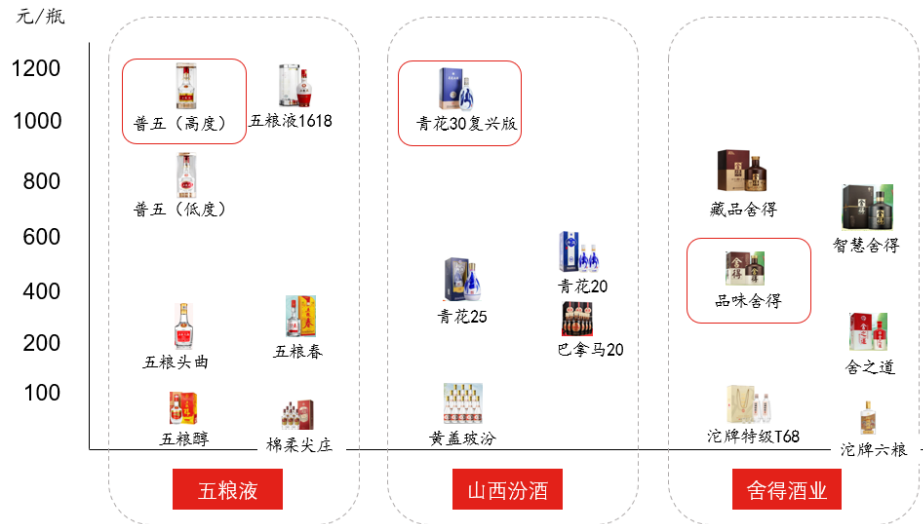 元/瓶
1200
1000
800
600
400
200
100
普五（高度）
五粮液1618
普五（低度）
五粮头曲
五粮春
五粮醇
棉柔尖庄
五粮液
青花30复兴版
青花25
青花20
巴拿马20
黄盖玻汾
山西汾酒
藏品舍得
智慧舍得
品味舍得
舍之道
沱牌特级T68
沱牌六粮
舍得酒业